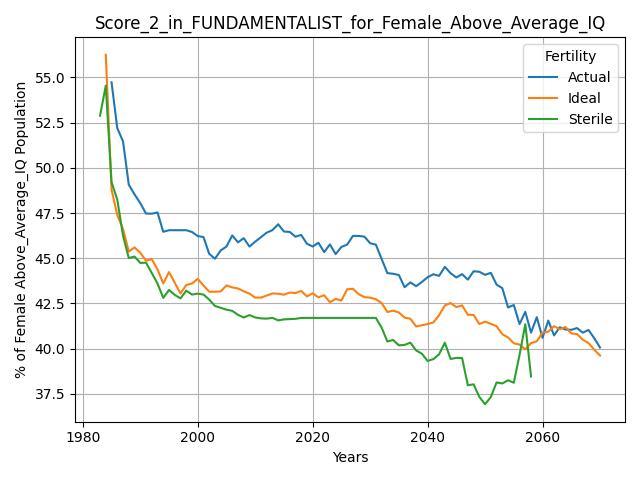 Score_2_in_FUNDAMENTALIST_for_Female_Above_Average_IQ
% of Female Above_Average_IQ Population
55.0
52.5
50.0
47.5
45.0
42.5
40.0
37.5
Fertility
Actual
Ideal
Sterile
1980
2000
2020
2040
2060
Years